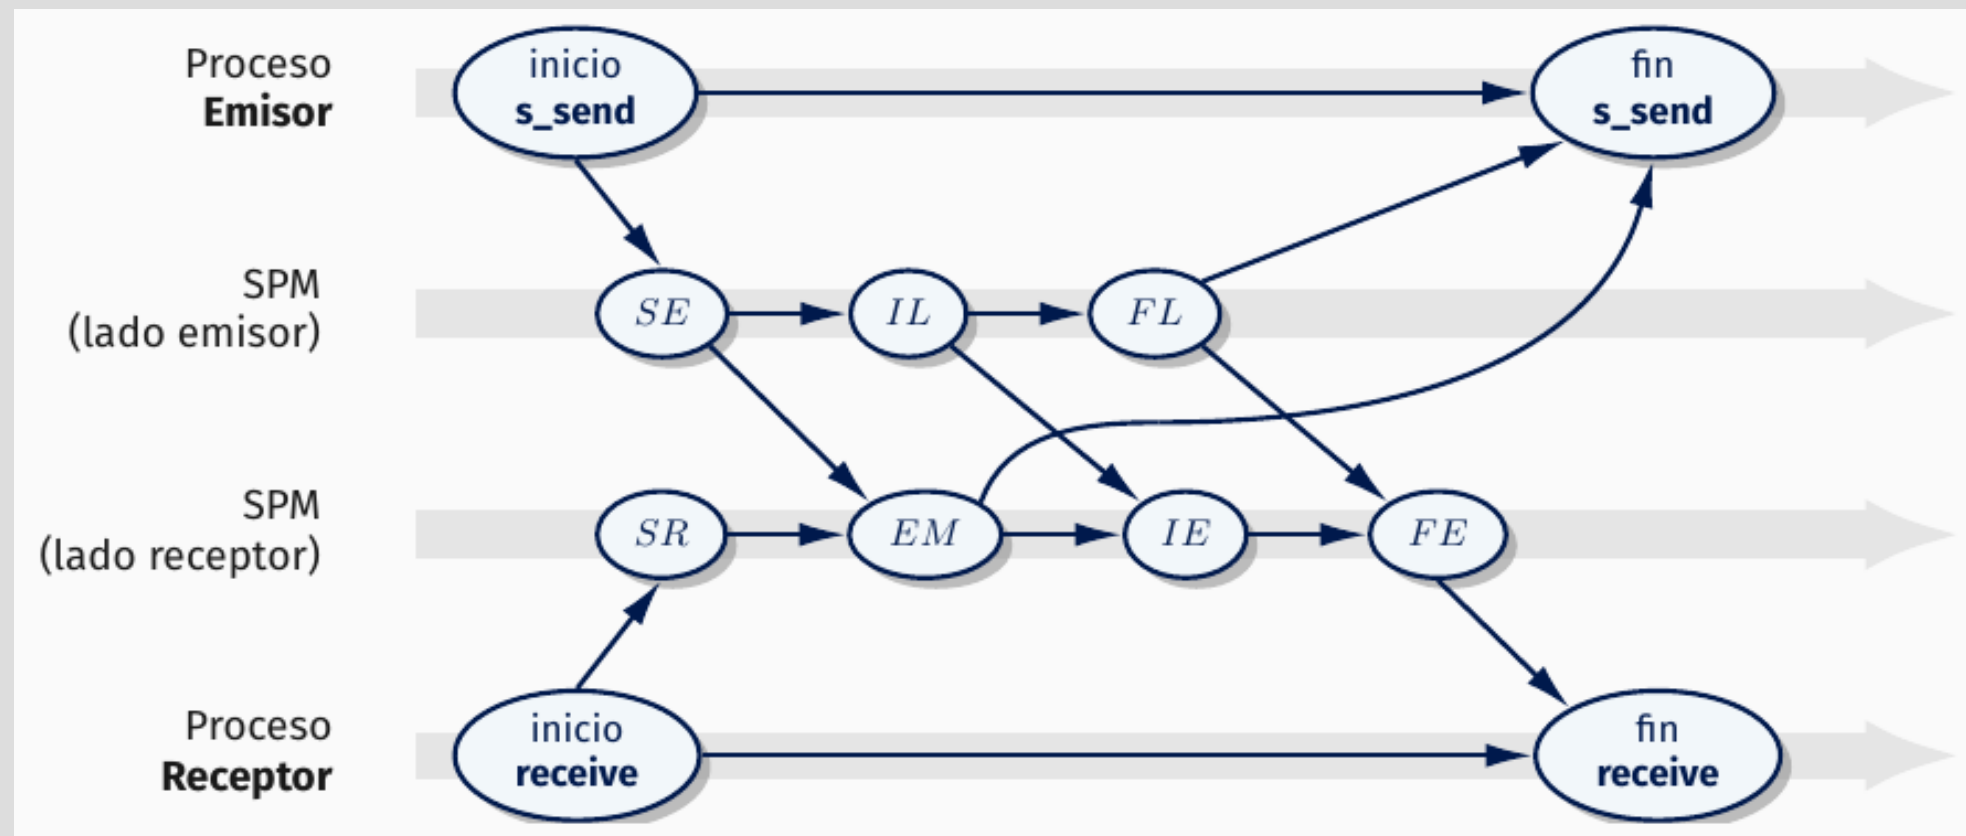 Proceso
Emisor
inicio
s_send
fin
s_send
SPM
(lado emisor)
SE
IL
FL
SPM
(lado receptor)
SR
EM
IE
FE
Proceso
Receptor
inicio
receive
fin
receive